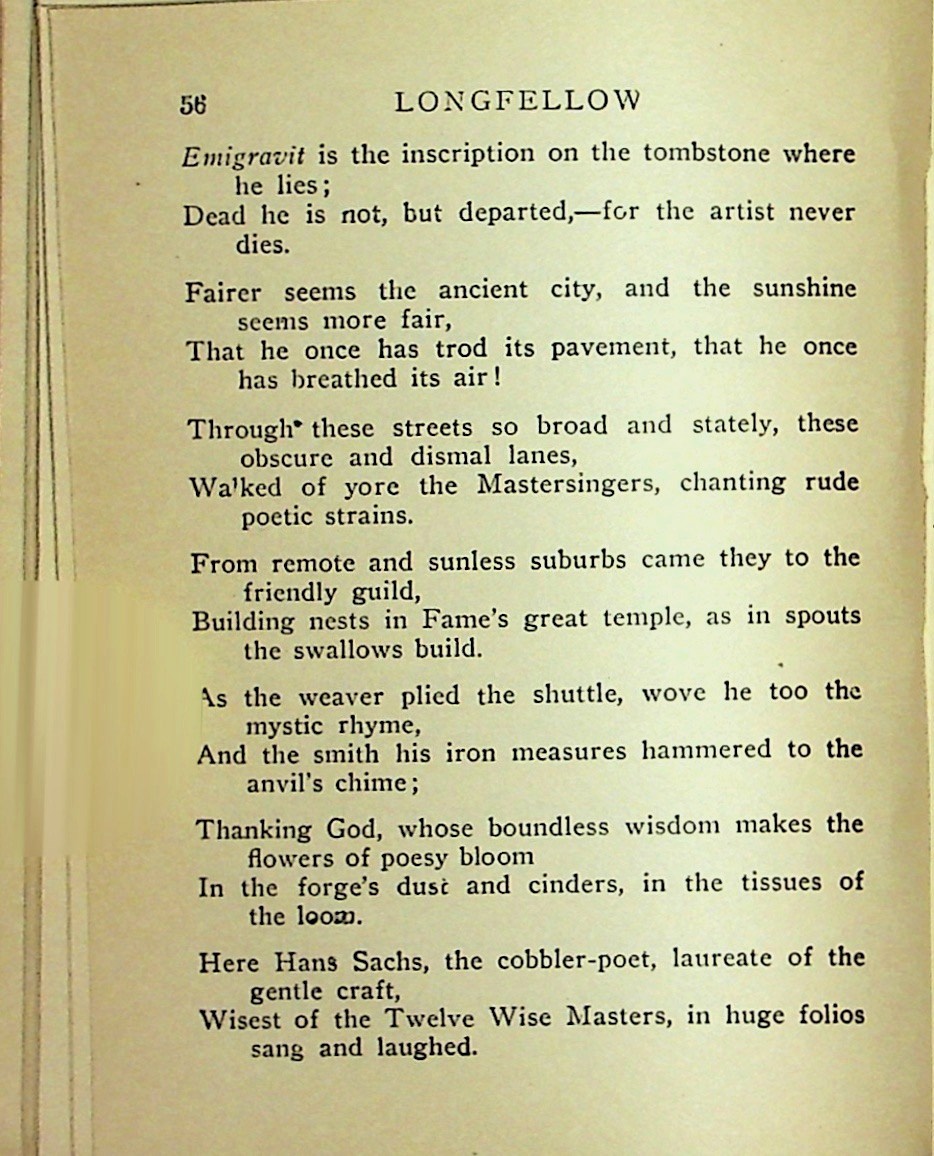 56 LONGFELLOW
Emigravit is the inscription on the tombstone where
he lies;
Dead he is not, but departed,—for the artist never
dies.
Fairer seems the ancient city, and the sunshine
seems more fair,
That he once has trod its pavement, that he once
has breathed its air!
Through these streets so broad and stately, these
obscure and dismal lanes,
Walked of yore the Mastersingers, chanting rude
poetic strains.
From remote and sunless suburbs came they to the
friendly guild,
Building nests in Fame's great temple, as in spouts
the swallows build.
As the weaver plied the shuttle, wove he too the
mystic rhyme,
And the smith his iron measures hammered to the
anvil's chime;
Thanking God, whose boundless wisdom makes the
flowers of poesy bloom
In the forge's dust and cinders, in the tissues of
the loom.
Here Hans Sachs, the cobbler-poet, laureate of the
gentle craft,
Wisest of the Twelve Wise Masters, in huge folios
sang and laughed.